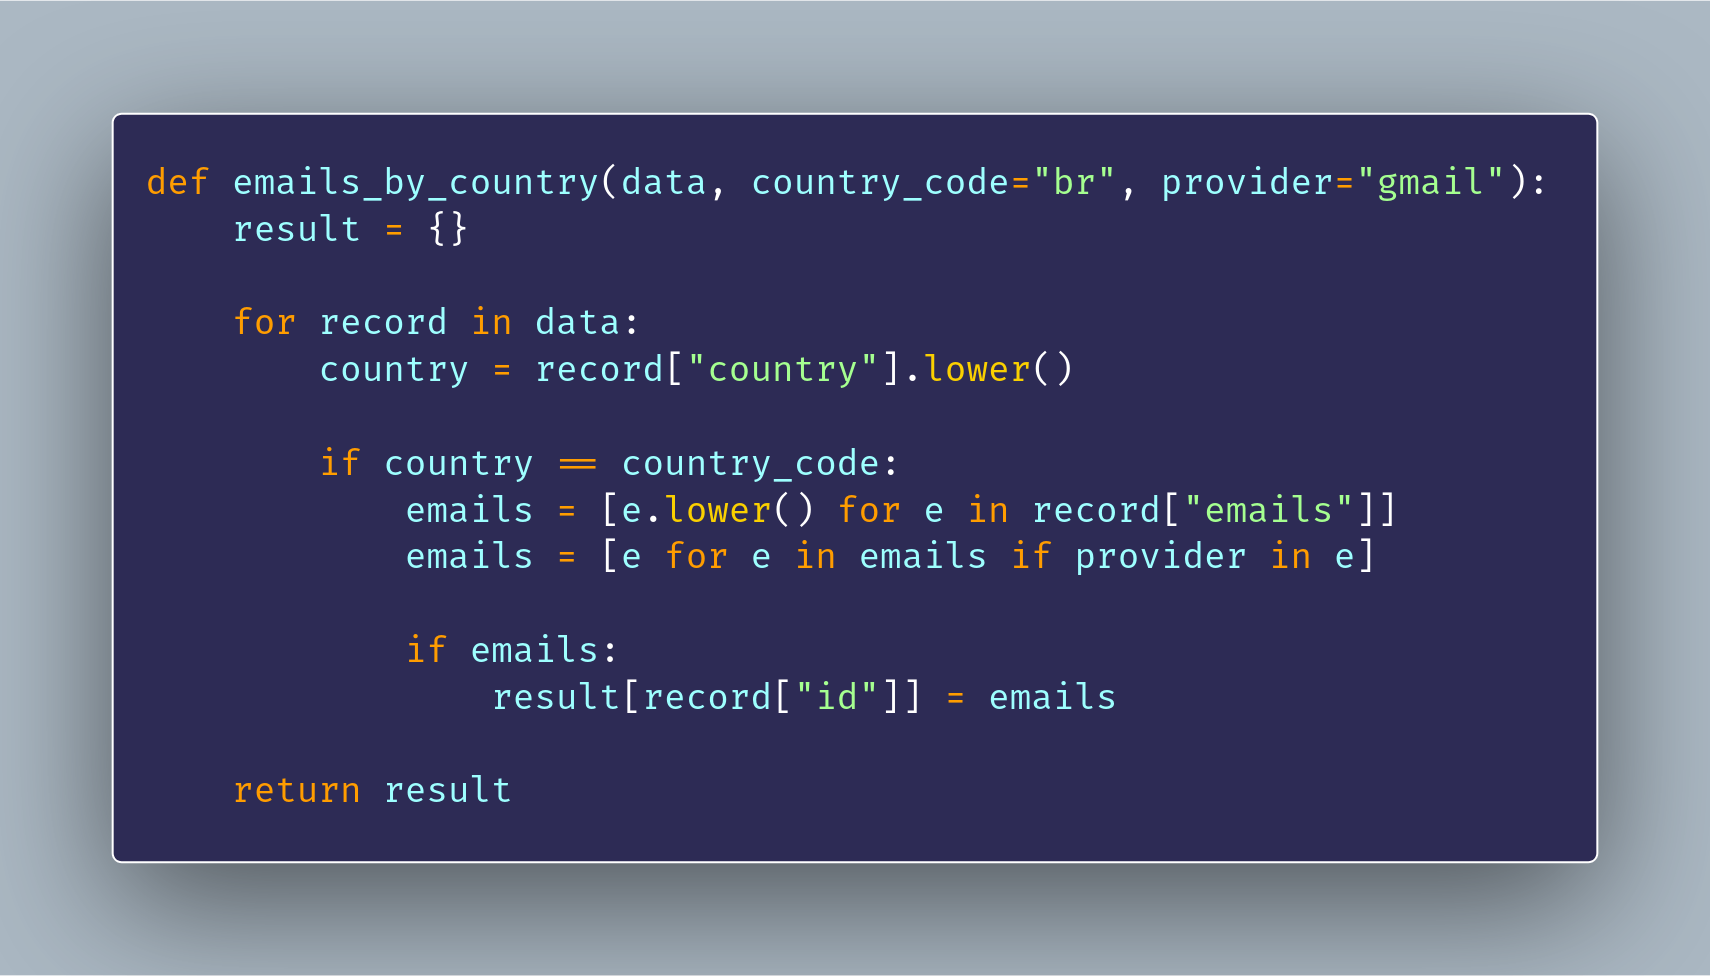 def emails_by_country(data, country_code="br", provider="gmail"):
    result = {}

    for record in data:
        country = record["country"].lower()

        if country == country_code:
            emails = [e.lower() for e in record["emails"]]
            emails = [e for e in emails if provider in e]

            if emails:
                result[record["id"]] = emails

    return result